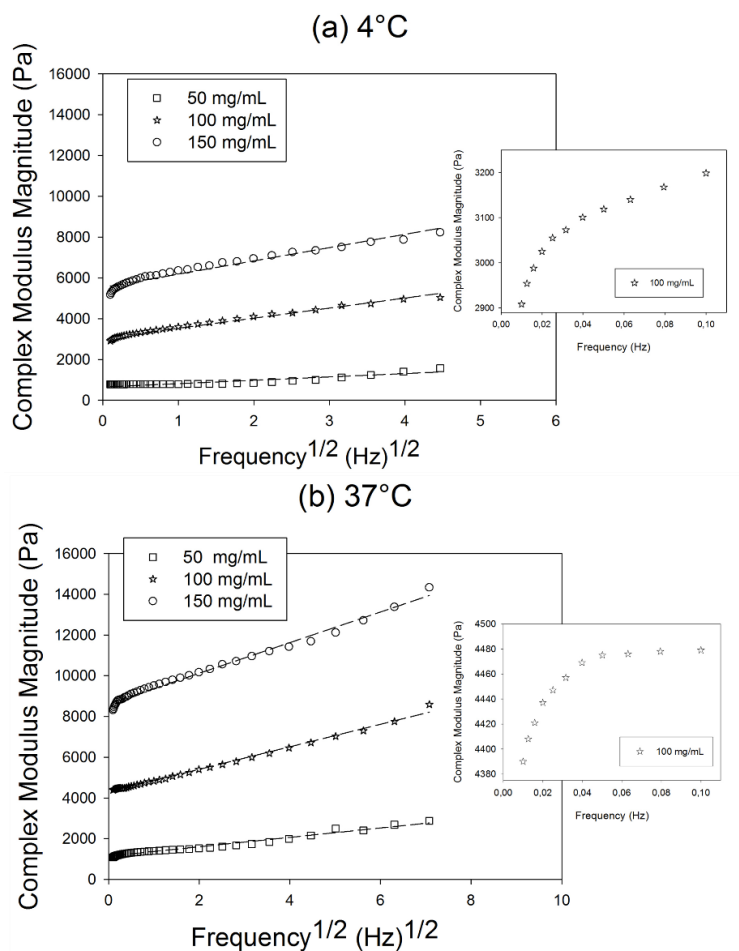 (a) 4°C
Complex Modulus Magnitude (Pa)
16000
14000
12000
10000
8000
6000
4000
2000
0
50 mg/mL
100 mg/mL
150 mg/mL
0 1 2 3 4 5 6
Frequency1/2 (Hz)1/2
Complex Modulus Magnitude (Pa)
3200
3100
3000
2900
100 mg/mL
0,00 0,02 0,04 0,06 0,08 0,10
Frequency (Hz)
(b) 37°C
Complex Modulus Magnitude (Pa)
16000
14000
12000
10000
8000
6000
4000
2000
0
50 mg/mL
100 mg/mL
150 mg/mL
0 2 4 6 8 10
Frequency1/2 (Hz)1/2
Complex Modulus Magnitude (Pa)
4500
4480
4460
4440
4420
4400
4380
100 mg/mL
0,00 0,02 0,04 0,06 0,08 0,10
Frequency (Hz)